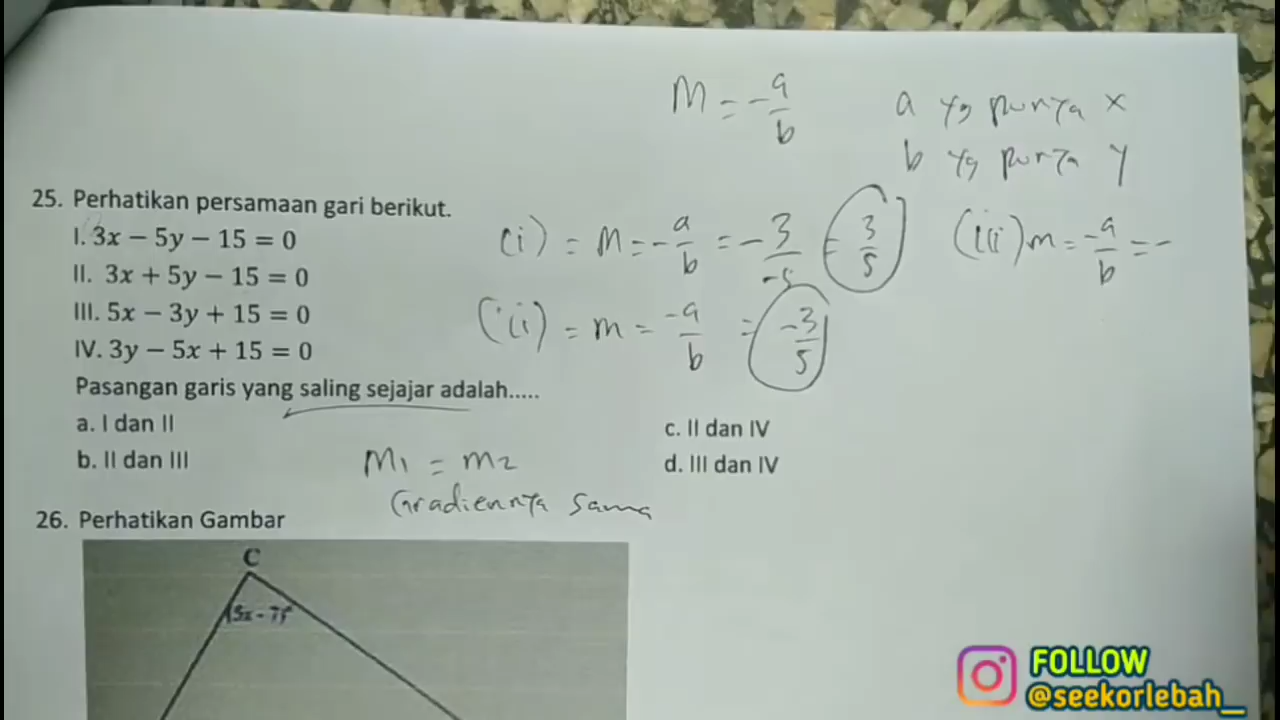 M = -a/b
a yg punya x
b yg punya y
25. Perhatikan persamaan gari berikut.
I. 3x − 5y − 15 = 0
II. 3x + 5y − 15 = 0
III. 5x − 3y + 15 = 0
IV. 3y − 5x + 15 = 0
(i) = m = -a/b = -3/-5 = 3/5
(ii) = m = -a/b = -3/5
(iii) m = -a/b = -
Pasangan garis yang saling sejajar adalah.....
a. I dan II
b. II dan III
c. II dan IV
d. III dan IV
M1 = m2
Gradiennya sama
26. Perhatikan Gambar
C
5x - 7°
FOLLOW
@seekorlebah_